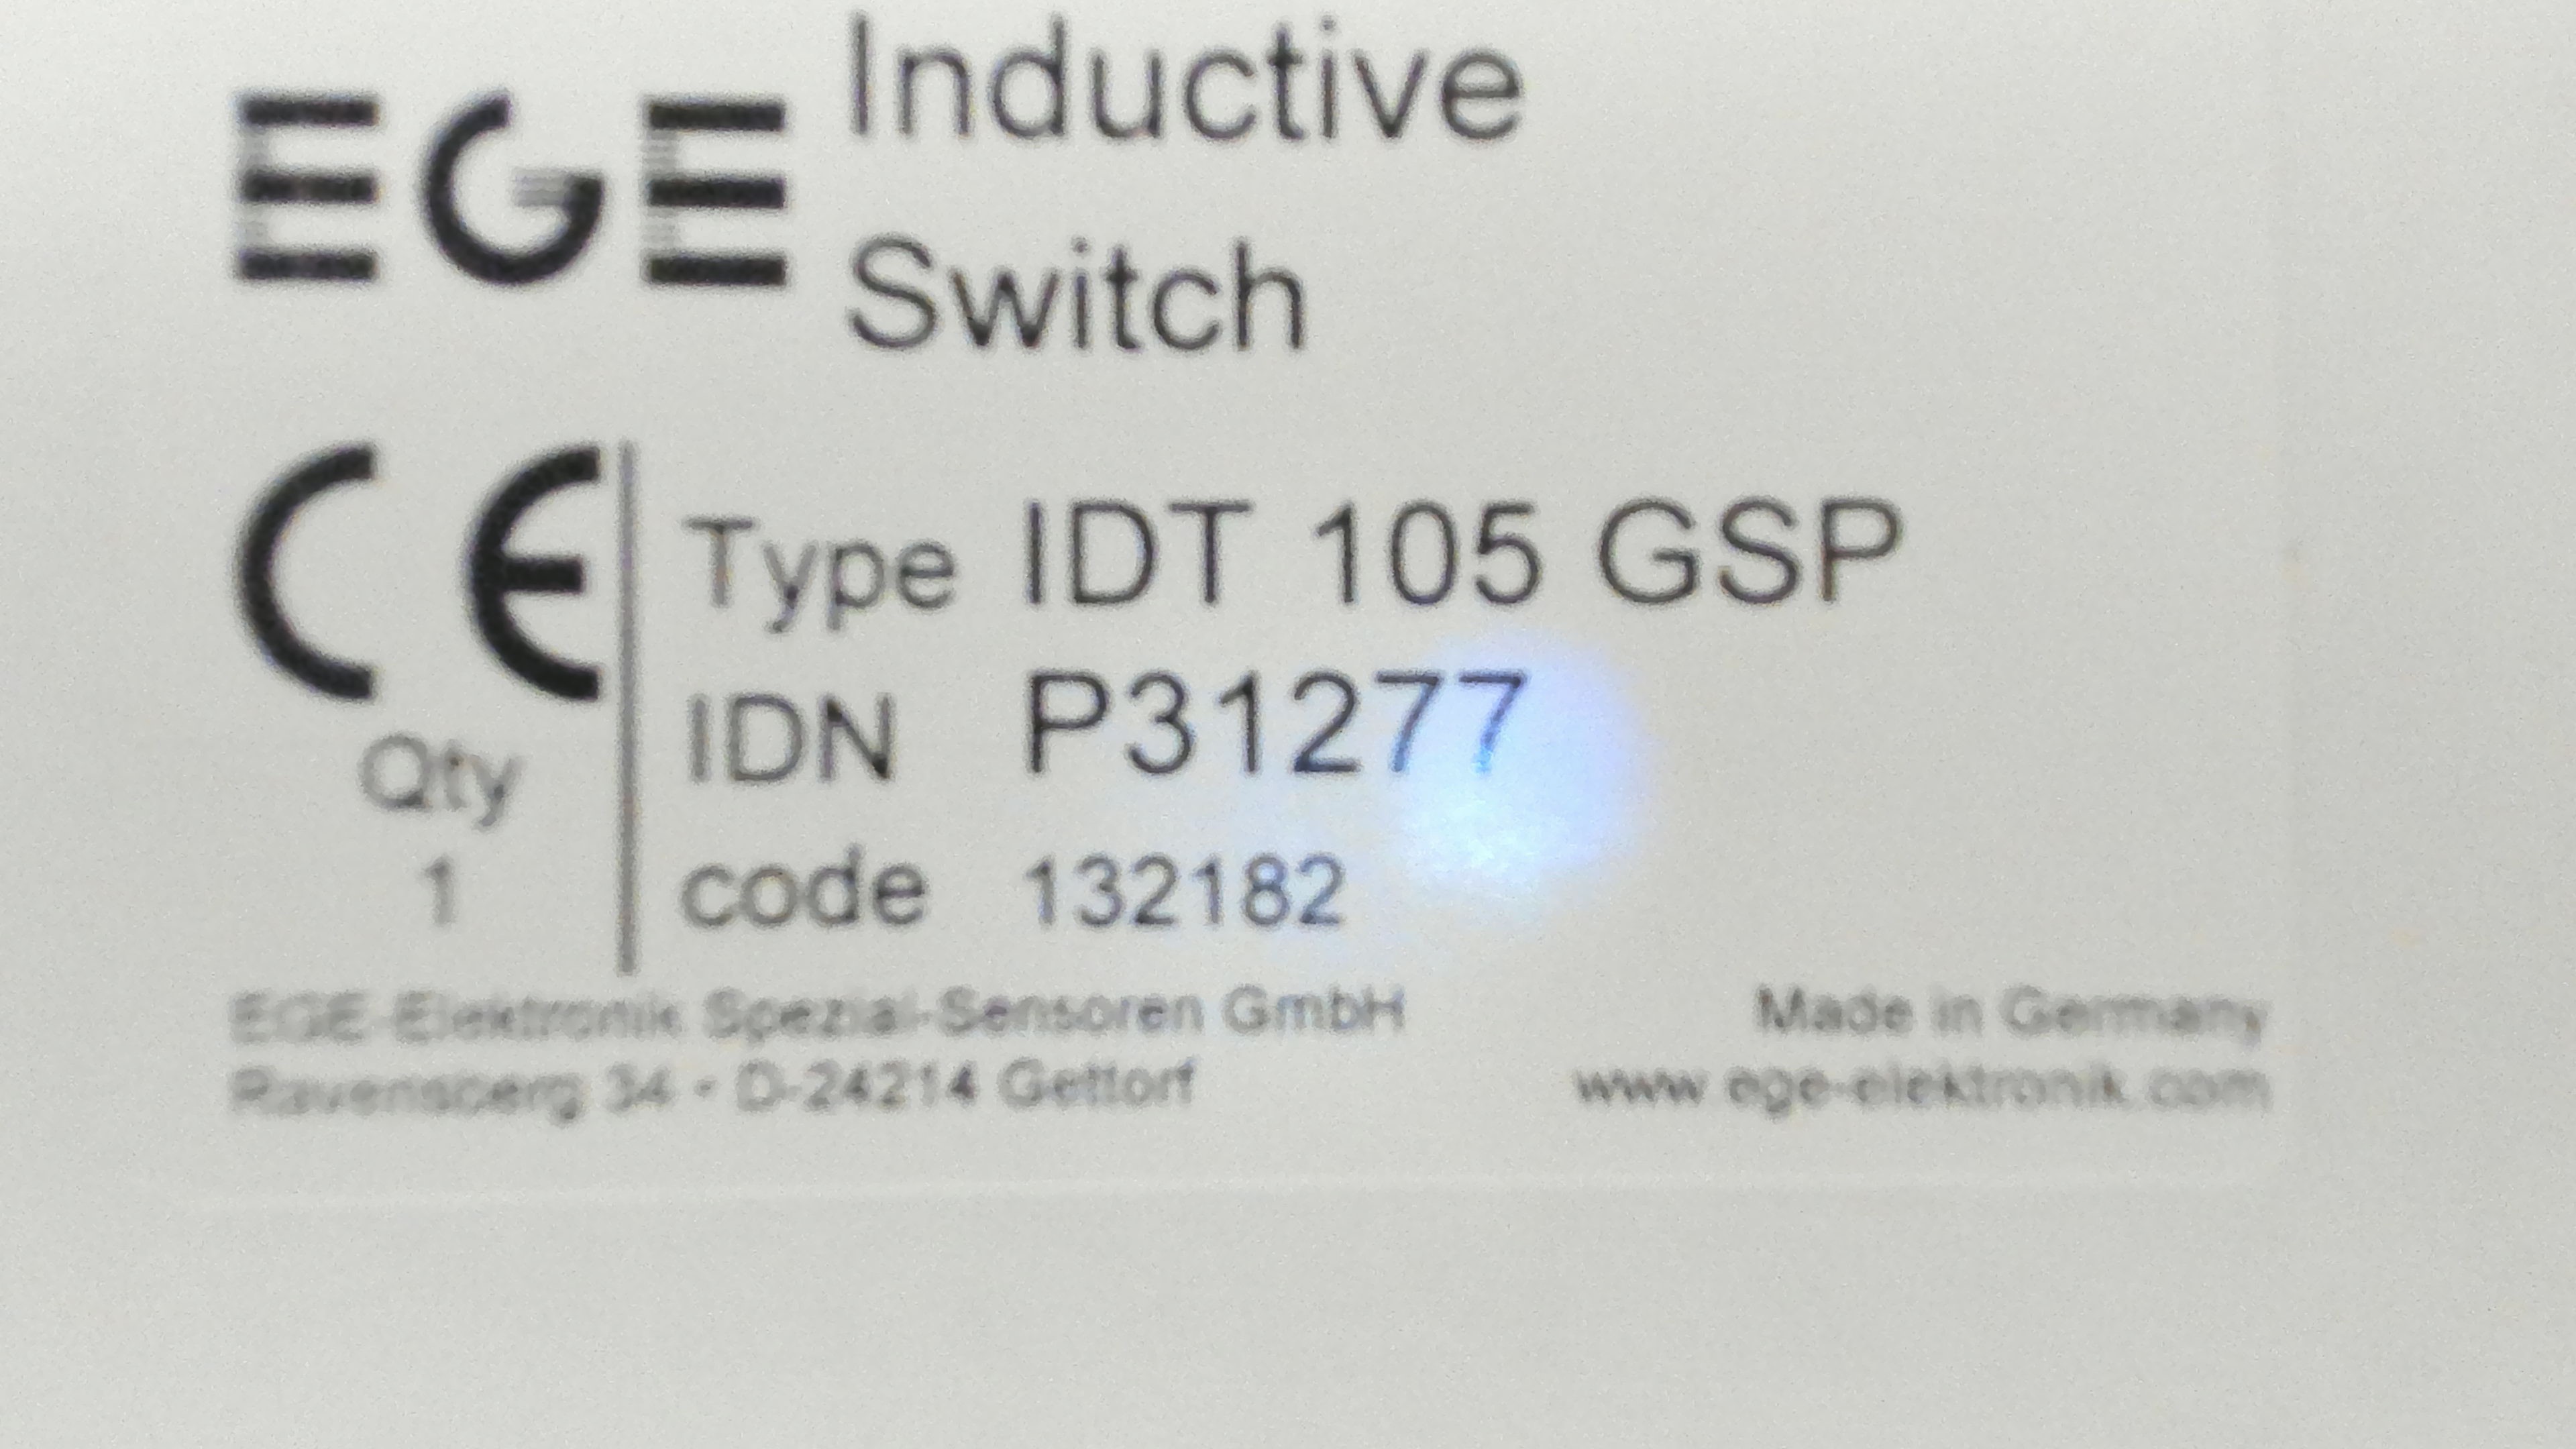 EGE Inductive
Switch
CE
Type IDT 105 GSP
IDN P31277
Qty
1
code 132182
EGE-Elektronik Spezial-Sensoren GmbH
Ravensberg 34 • D-24214 Gettorf
Made in Germany
www.ege-elektronik.com